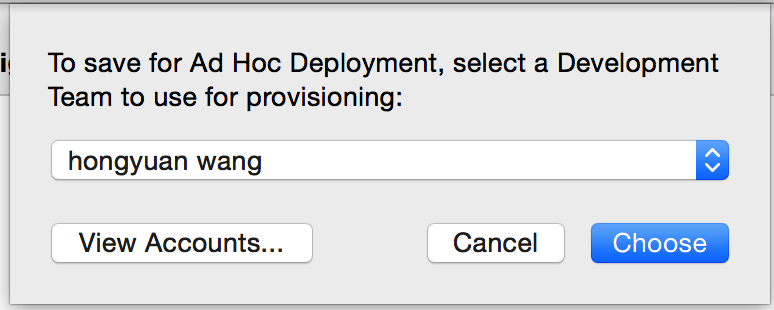 To save for Ad Hoc Deployment, select a Development
Team to use for provisioning:
hongyuan wang
View Accounts...
Cancel
Choose